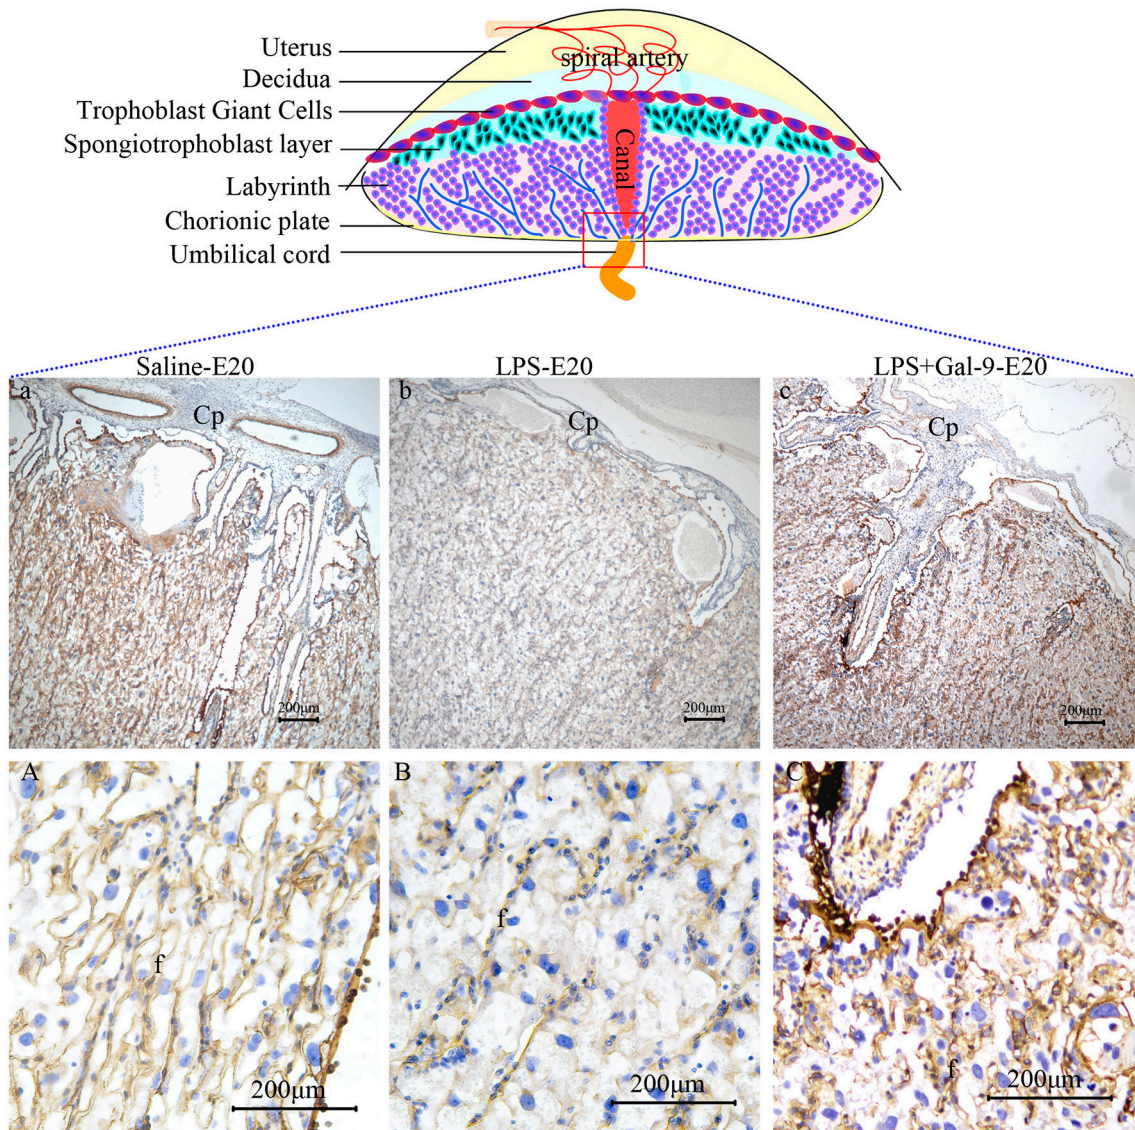 Uterus
spiral artery
Decidua
Trophoblast Giant Cells
Spongiotrophoblast layer
Canal
Labyrinth
Chorionic plate
Umbilical cord
Saline-E20
LPS-E20
LPS+Gal-9-E20
a
Cp
200μm
b
Cp
200μm
c
Cp
200μm
A
f
200μm
B
f
200μm
C
f
200μm